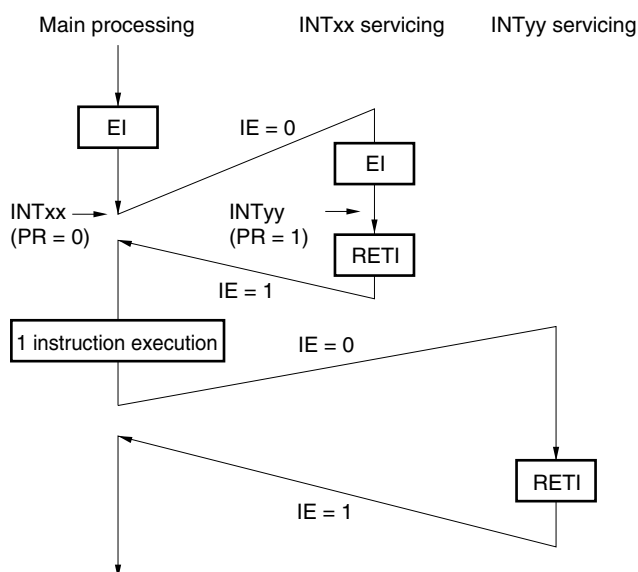 Main processing
INTxx servicing
INTyy servicing
EI
IE = 0
EI
INTxx
(PR = 0)
INTyy
(PR = 1)
RETI
IE = 1
1 instruction execution
IE = 0
RETI
IE = 1